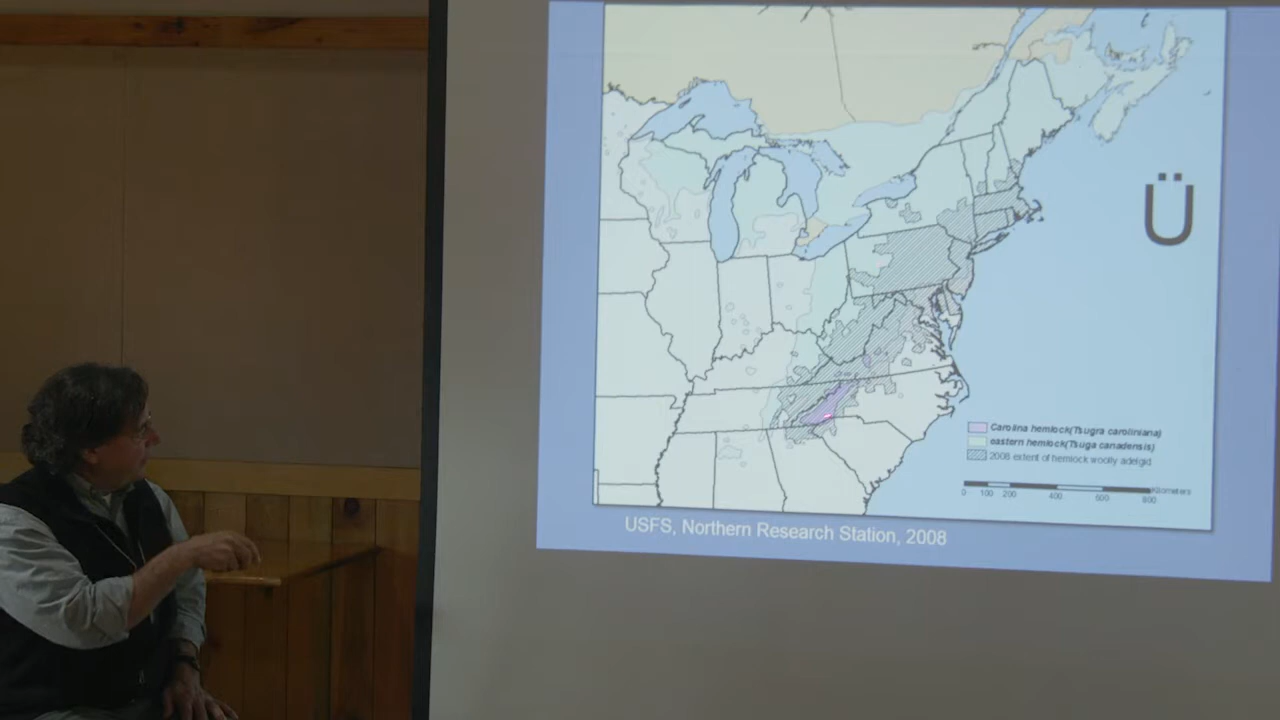 Ü
Carolina hemlock(Tsugra caroliniana)
eastern hemlock(Tsuga canadensis)
2008 extent of hemlock woolly adelgid
0 100 200 400 600 800 Kilometers
USFS, Northern Research Station, 2008